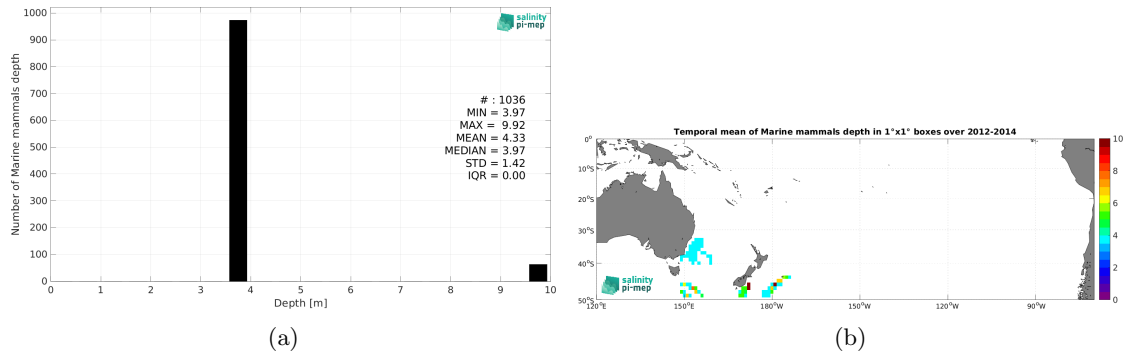 1000
900
800
700
600
500
400
300
200
100
0
Number of Marine mammals depth
salinity
pi-mep
# : 1036
MIN = 3.97
MAX = 9.92
MEAN = 4.33
MEDIAN = 3.97
STD = 1.42
IQR = 0.00
0 1 2 3 4 5 6 7 8 9 10
Depth [m]
(a)
Temporal mean of Marine mammals depth in 1°x1° boxes over 2012-2014
0°
10°S
20°S
30°S
40°S
50°S
salinity
pi-mep
120°E 150°E 180°W 150°W 120°W 90°W
10
8
6
4
2
0
(b)